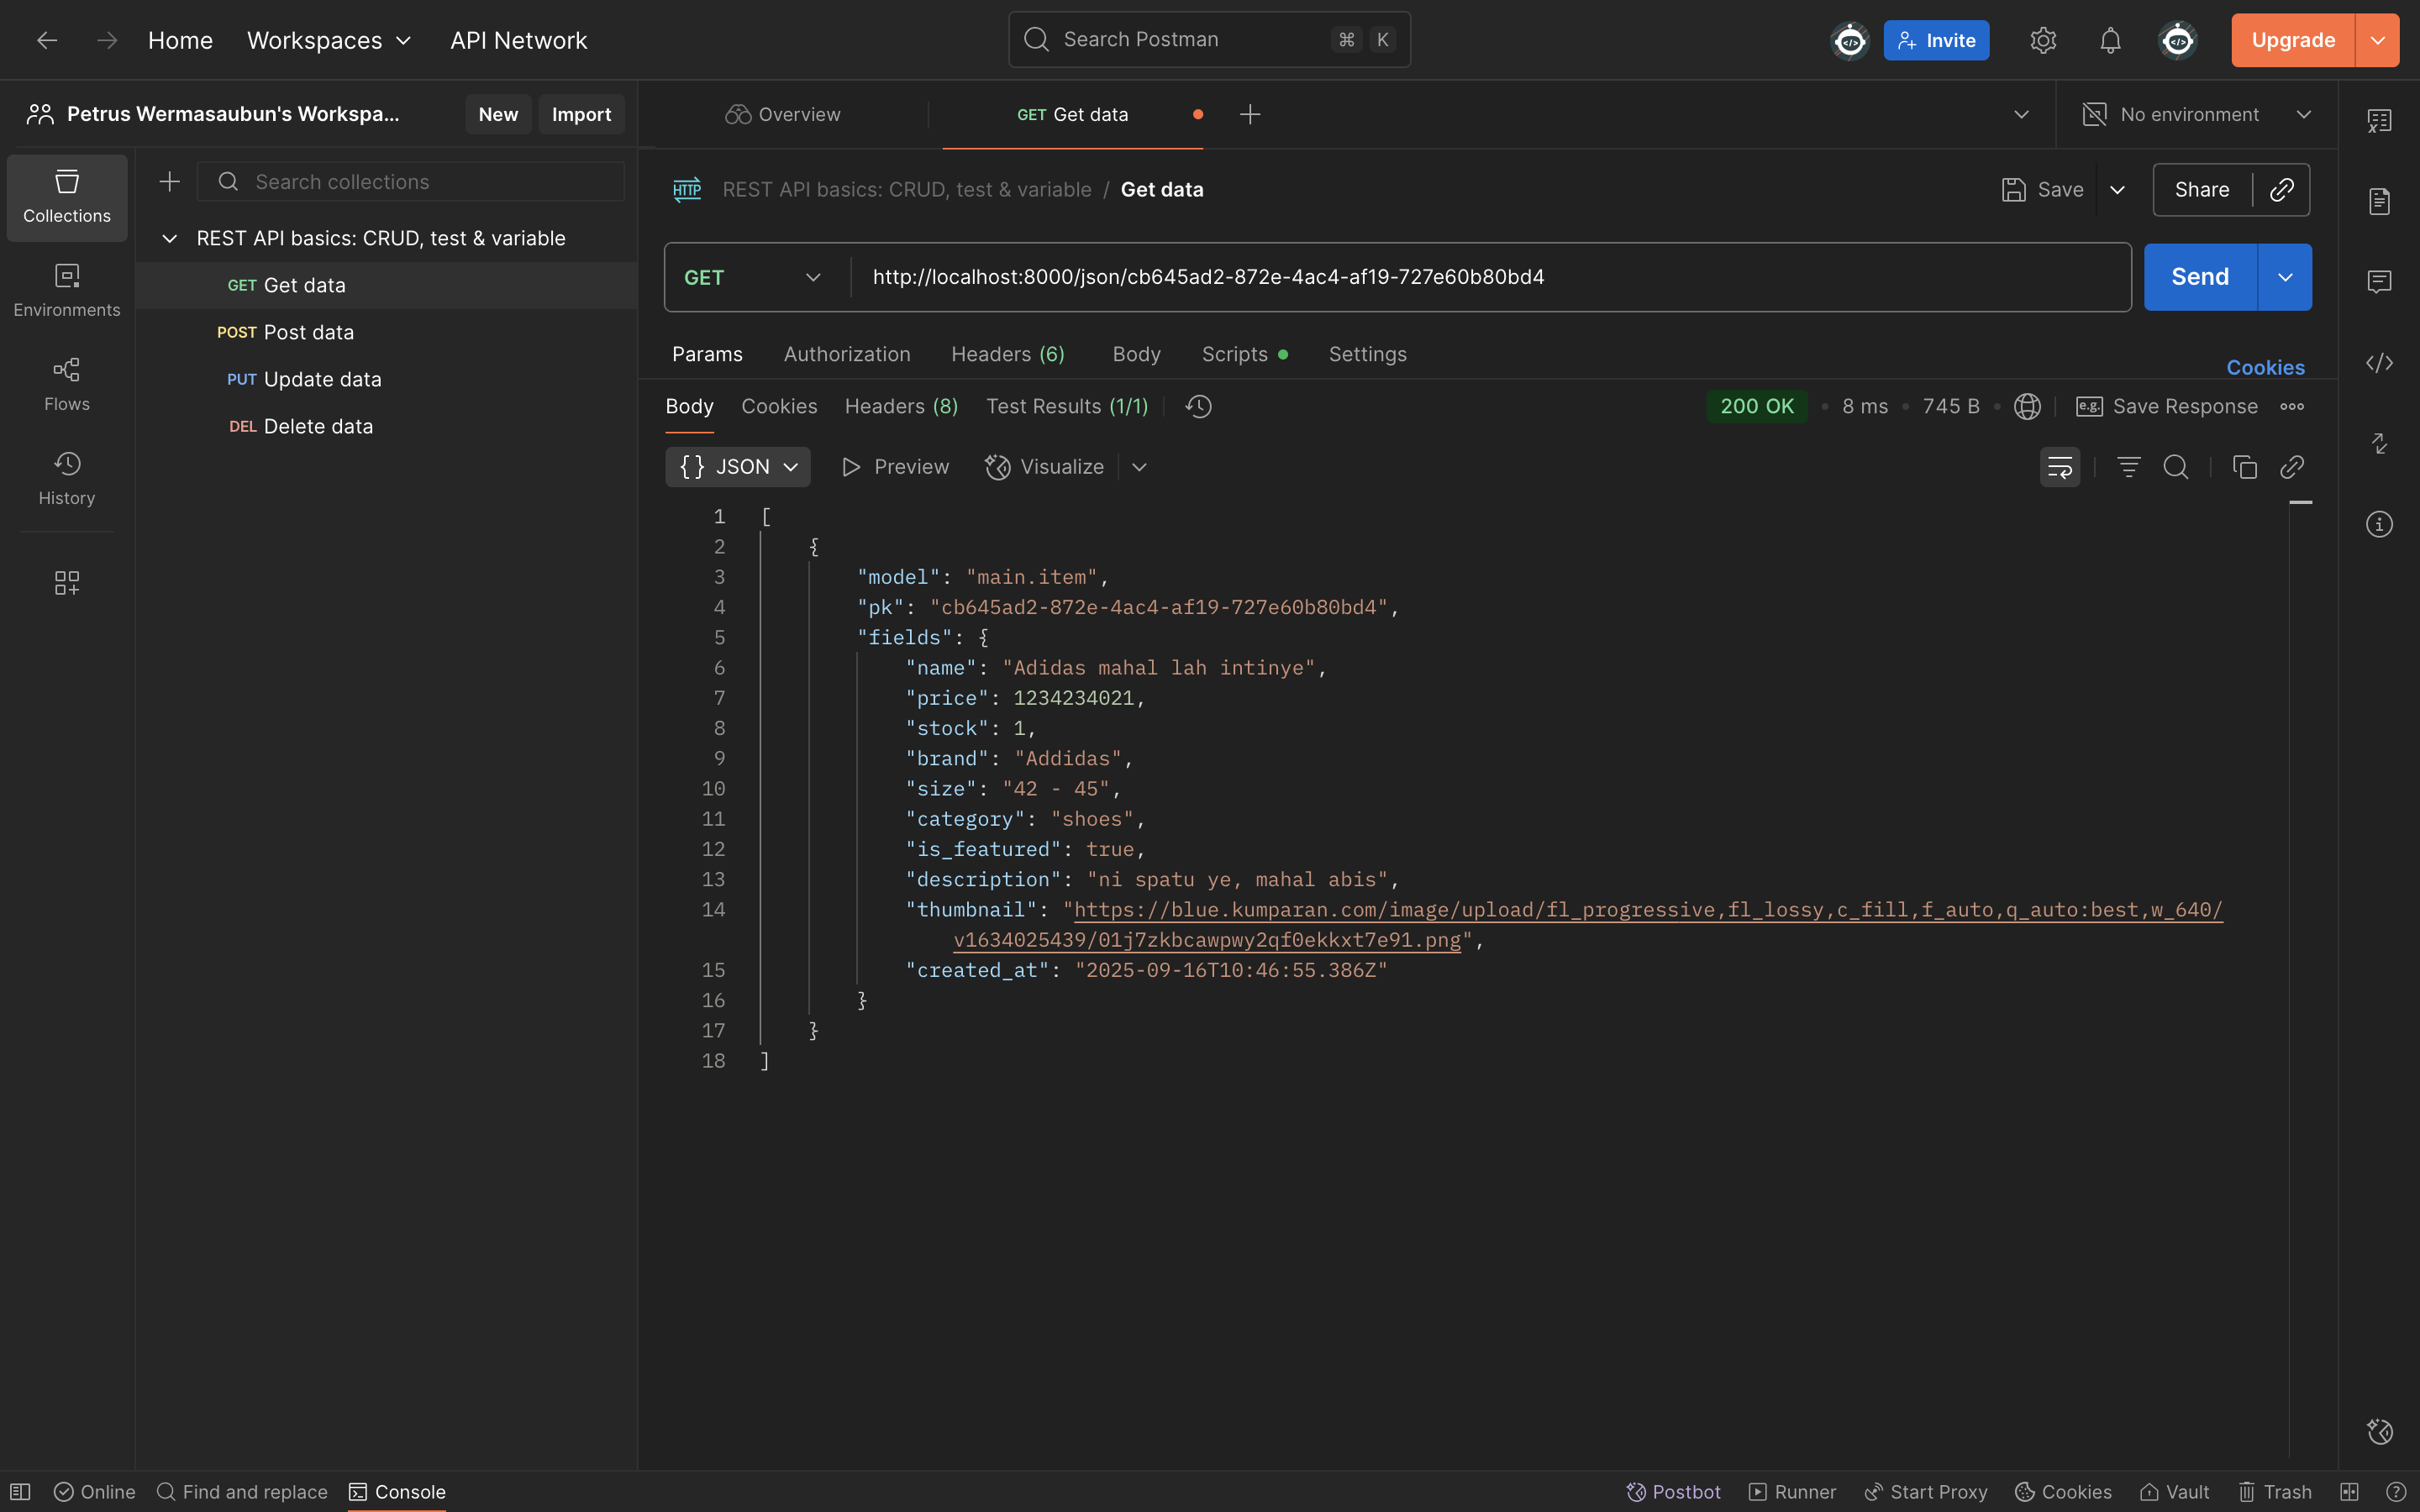 Home Workspaces API Network Search Postman ⌘ K Invite Upgrade
Petrus Wermasaubun's Workspa... New Import Overview GET Get data No environment
Collections
Environments
Flows
History
Search collections
REST API basics: CRUD, test & variable
GET Get data
POST Post data
PUT Update data
DEL Delete data
HTTP REST API basics: CRUD, test & variable / Get data Save Share
GET http://localhost:8000/json/cb645ad2-872e-4ac4-af19-727e60b80bd4 Send
Params Authorization Headers (6) Body Scripts Settings Cookies
Body Cookies Headers (8) Test Results (1/1) 200 OK • 8 ms • 745 B • e.g. Save Response
{} JSON Preview Visualize
1 [
2 {
3 "model": "main.item",
4 "pk": "cb645ad2-872e-4ac4-af19-727e60b80bd4",
5 "fields": {
6 "name": "Adidas mahal lah intinye",
7 "price": 1234234021,
8 "stock": 1,
9 "brand": "Addidas",
10 "size": "42 - 45",
11 "category": "shoes",
12 "is_featured": true,
13 "description": "ni spatu ye, mahal abis",
14 "thumbnail": "https://blue.kumparan.com/image/upload/fl_progressive,fl_lossy,c_fill,f_auto,q_auto:best,w_640/
v1634025439/01j7zkbcawpwy2qf0ekkxt7e91.png",
15 "created_at": "2025-09-16T10:46:55.386Z"
16 }
17 }
18 ]
Online Find and replace Console Postbot Runner Start Proxy Cookies Vault Trash